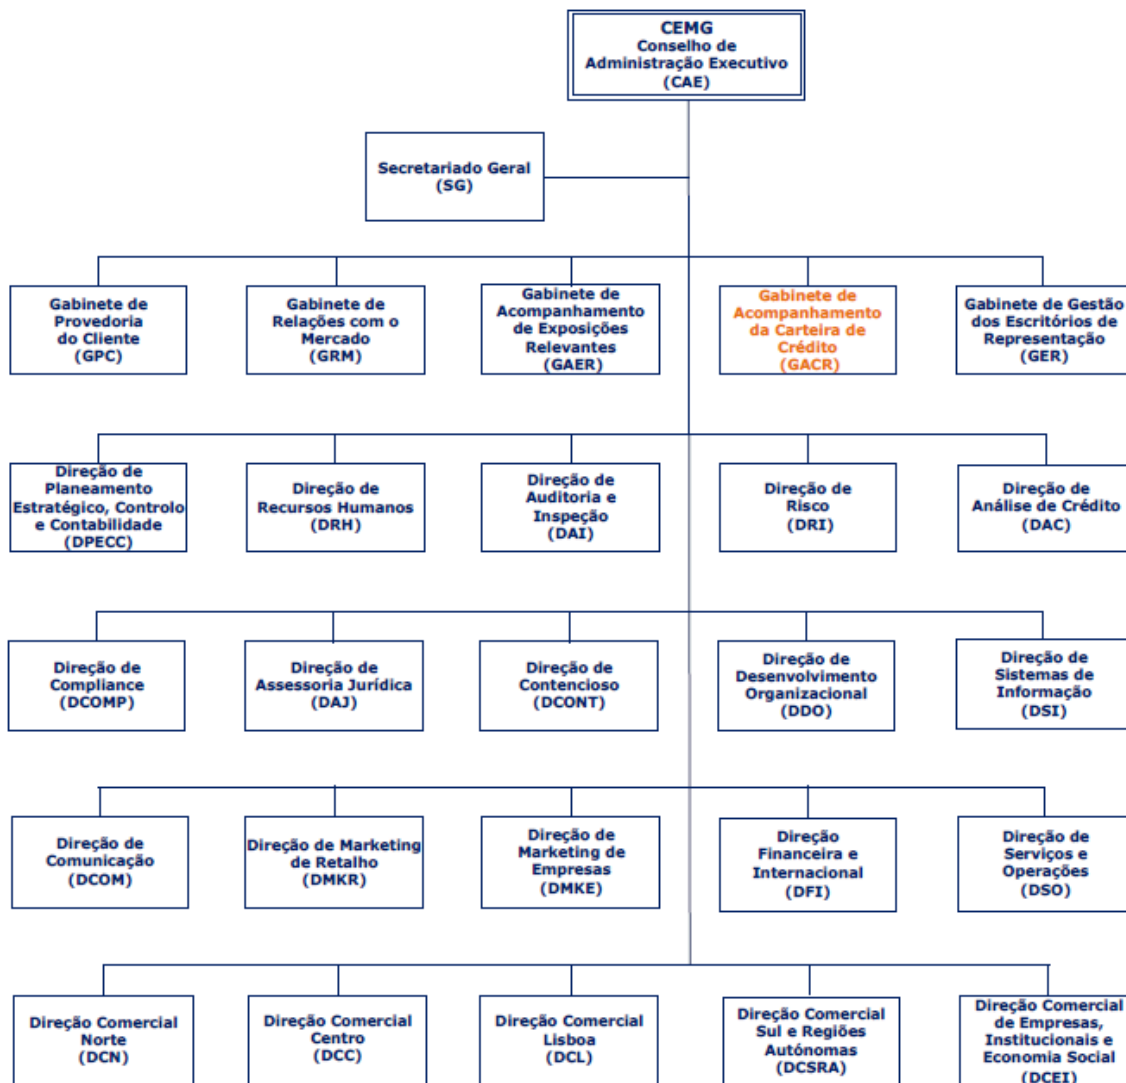 CEMG
Conselho de
Administração Executivo
(CAE)
Secretariado Geral
(SG)
Gabinete de
Provedoria
do Cliente
(GPC)
Gabinete de
Relações com o
Mercado
(GRM)
Gabinete de
Acompanhamento
de Exposições
Relevantes
(GAER)
Gabinete de
Acompanhamento
da Carteira de
Crédito
(GACR)
Gabinete de Gestão
dos Escritórios de
Representação
(GER)
Direção de
Planeamento
Estratégico, Controlo
e Contabilidade
(DPECC)
Direção de
Recursos Humanos
(DRH)
Direção de
Auditoria e
Inspeção
(DAI)
Direção de
Risco
(DRI)
Direção de
Análise de Crédito
(DAC)
Direção de
Compliance
(DCOMP)
Direção de
Assessoria Jurídica
(DAJ)
Direção de
Contencioso
(DCONT)
Direção de
Desenvolvimento
Organizacional
(DDO)
Direção de
Sistemas de
Informação
(DSI)
Direção de
Comunicação
(DCOM)
Direção de Marketing
de Retalho
(DMKR)
Direção de
Marketing de
Empresas
(DMKE)
Direção
Financeira e
Internacional
(DFI)
Direção de
Serviços e
Operações
(DSO)
Direção Comercial
Norte
(DCN)
Direção Comercial
Centro
(DCC)
Direção Comercial
Lisboa
(DCL)
Direção Comercial
Sul e Regiões
Autónomas
(DCSRA)
Direção Comercial
de Empresas,
Institucionais e
Economia Social
(DCEI)